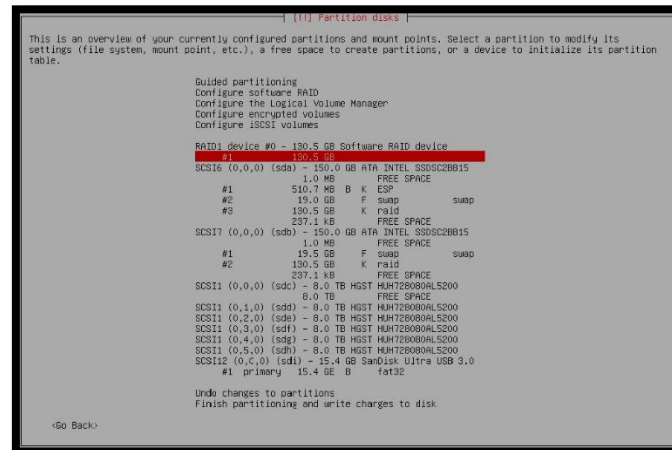 [!!] Partition disks
This is an overview of your currently configured partitions and mount points. Select a partition to modify its
settings (file system, mount point, etc.), a free space to create partitions, or a device to initialize its partition
table.
Guided partitioning
Configure software RAID
Configure the Logical Volume Manager
Configure encrypted volumes
Configure iSCSI volumes
RAID1 device #0 - 130.5 GB Software RAID device
#1 130.5 GB
SCSI6 (0,0,0) (sda) - 150.0 GB ATA INTEL SSDSC2BB15
1.0 MB FREE SPACE
#1 510.7 MB B K ESP
#2 19.0 GB F swap swap
#3 130.5 GB K raid
237.1 kB FREE SPACE
SCSI7 (0,0,0) (sdb) - 150.0 GB ATA INTEL SSDSC2BB15
1.0 MB FREE SPACE
#1 19.5 GB F swap swap
#2 130.5 GB K raid
237.1 kB FREE SPACE
SCSI1 (0,0,0) (sdc) - 8.0 TB HGST HUH728080AL5200
8.0 TB FREE SPACE
SCSI1 (0,1,0) (sdd) - 8.0 TB HGST HUH728080AL5200
SCSI1 (0,2,0) (sde) - 8.0 TB HGST HUH728080AL5200
SCSI1 (0,3,0) (sdf) - 8.0 TB HGST HUH728080AL5200
SCSI1 (0,4,0) (sdg) - 8.0 TB HGST HUH728080AL5200
SCSI1 (0,5,0) (sdh) - 8.0 TB HGST HUH728080AL5200
SCSI12 (0,C,0) (sdi) - 15.4 GB SanDisk Ultra USB 3.0
#1 primary 15.4 GE B fat32
Undo changes to partitions
Finish partitioning and write charges to disk
<Go Back>